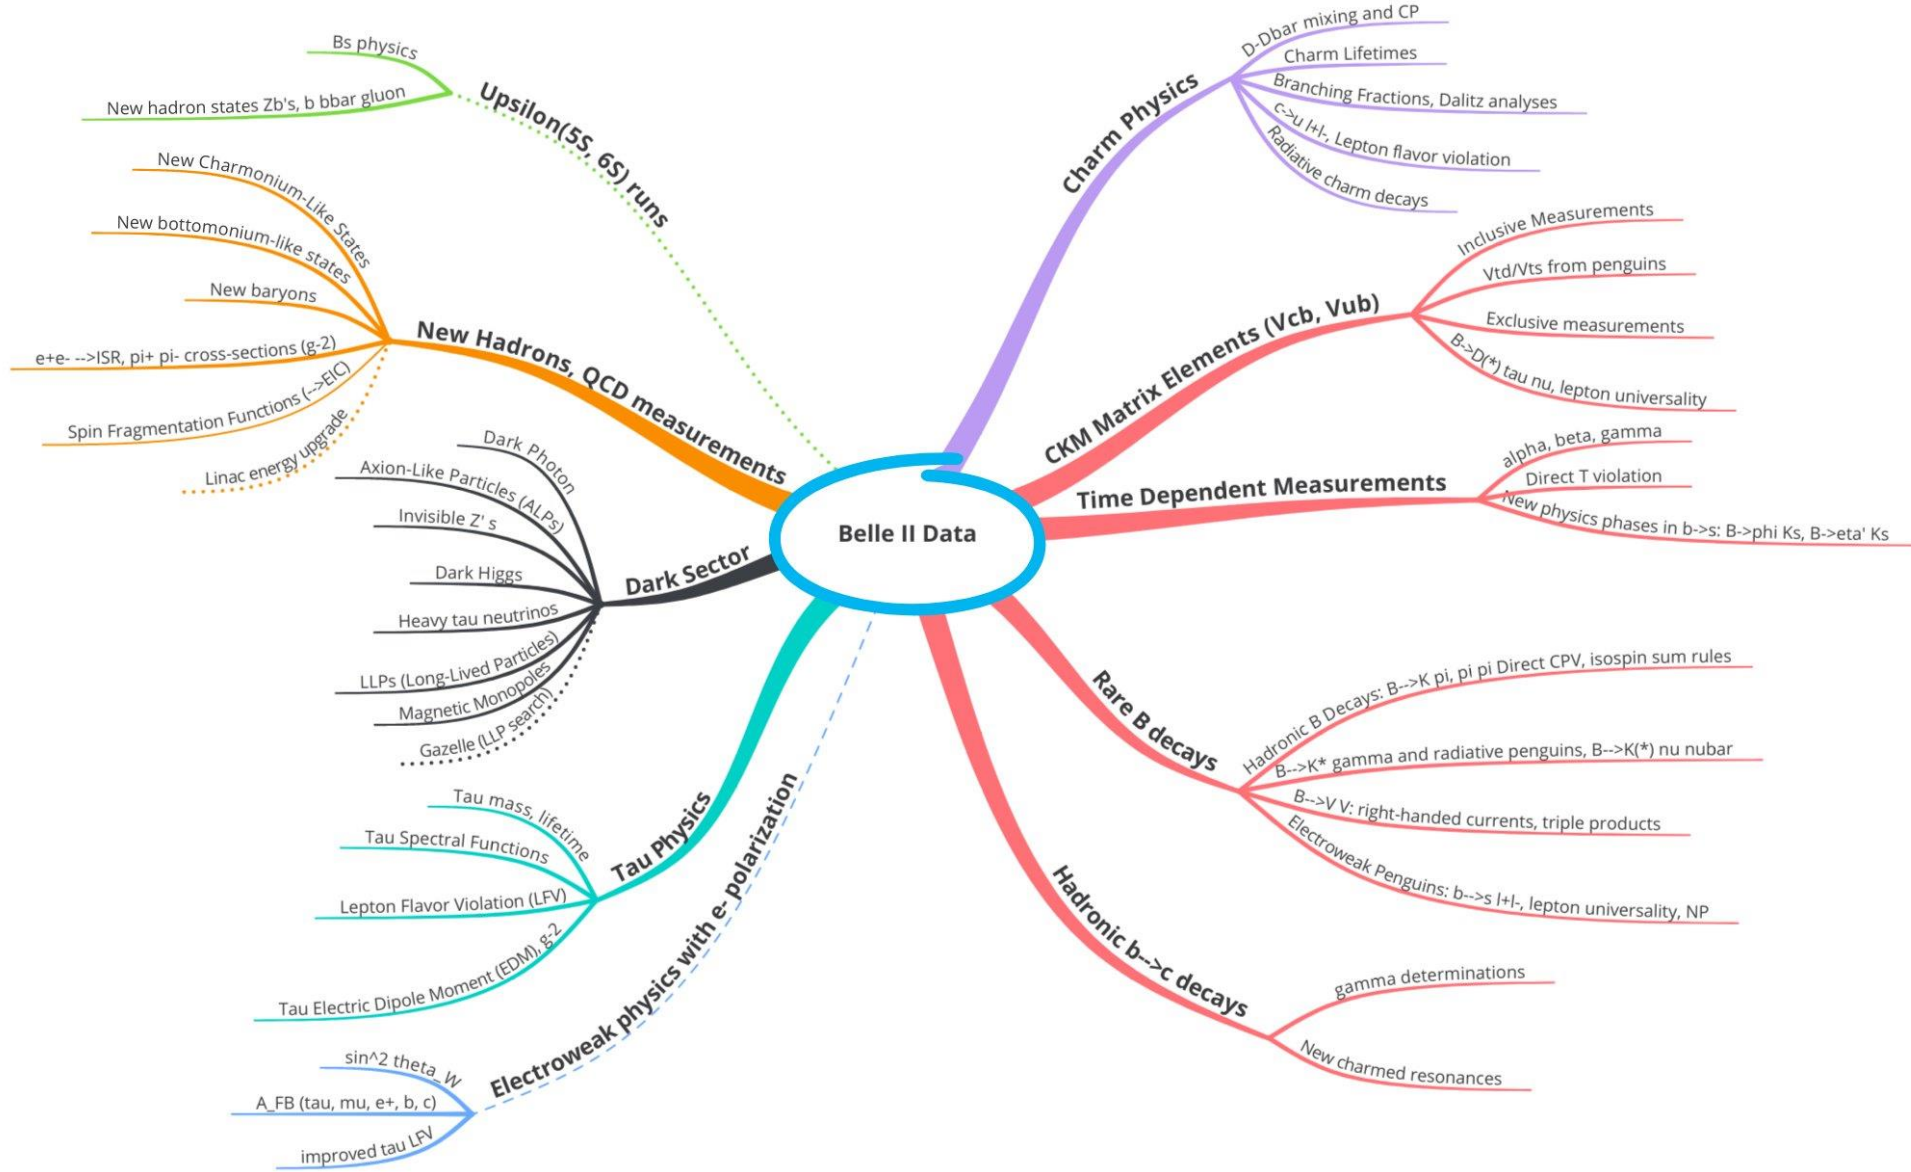 Belle II Data
Charm Physics
D-Dbar mixing and CP
Charm Lifetimes
Branching Fractions, Dalitz analyses
c->u l+l-, Lepton flavor violation
Radiative charm decays
CKM Matrix Elements (Vcb, Vub)
Inclusive Measurements
Vtd/Vts from penguins
Exclusive measurements
B->D(*) tau nu, lepton universality
Time Dependent Measurements
alpha, beta, gamma
Direct T violation
New physics phases in b->s: B->phi Ks, B->eta' Ks
Rare B decays
Hadronic B Decays: B-->K pi, pi pi Direct CPV, isospin sum rules
B-->K* gamma and radiative penguins, B-->K(*) nu nubar
B-->V V: right-handed currents, triple products
Electroweak Penguins: b-->s l+l-, lepton universality, NP
Hadronic b-->c decays
gamma determinations
New charmed resonances
Upsilon(5S, 6S) runs
Bs physics
New hadron states Zb's, b bbar gluon
New Hadrons, QCD measurements
New Charmonium-Like States
New bottomonium-like states
New baryons
e+e- -->ISR, pi+ pi- cross-sections (g-2)
Spin Fragmentation Functions (-->EIC)
Linac energy upgrade
Dark Sector
Dark Photon
Axion-Like Particles (ALPs)
Invisible Z' s
Dark Higgs
Heavy tau neutrinos
LLPs (Long-Lived Particles)
Magnetic Monopoles
Gazelle (LLP search)
Tau Physics
Tau mass, lifetime
Tau Spectral Functions
Lepton Flavor Violation (LFV)
Tau Electric Dipole Moment (EDM), g-2
Electroweak physics with e- polarization
sin^2 theta_W
A_FB (tau, mu, e+, b, c)
improved tau LFV